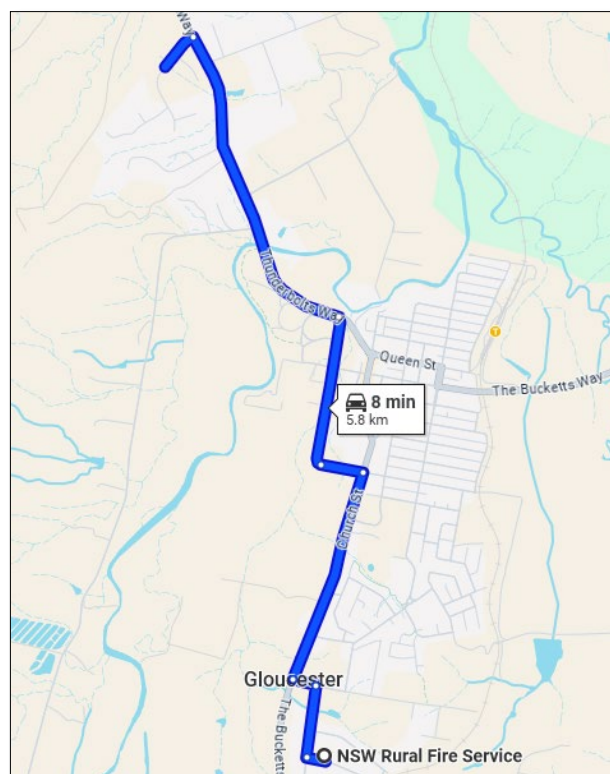 Way
Thunderbolts Way
Queen St
T
The Bucketts Way
8 min
5.8 km
Church St
Gloucester
The Bucketts
NSW Rural Fire Service